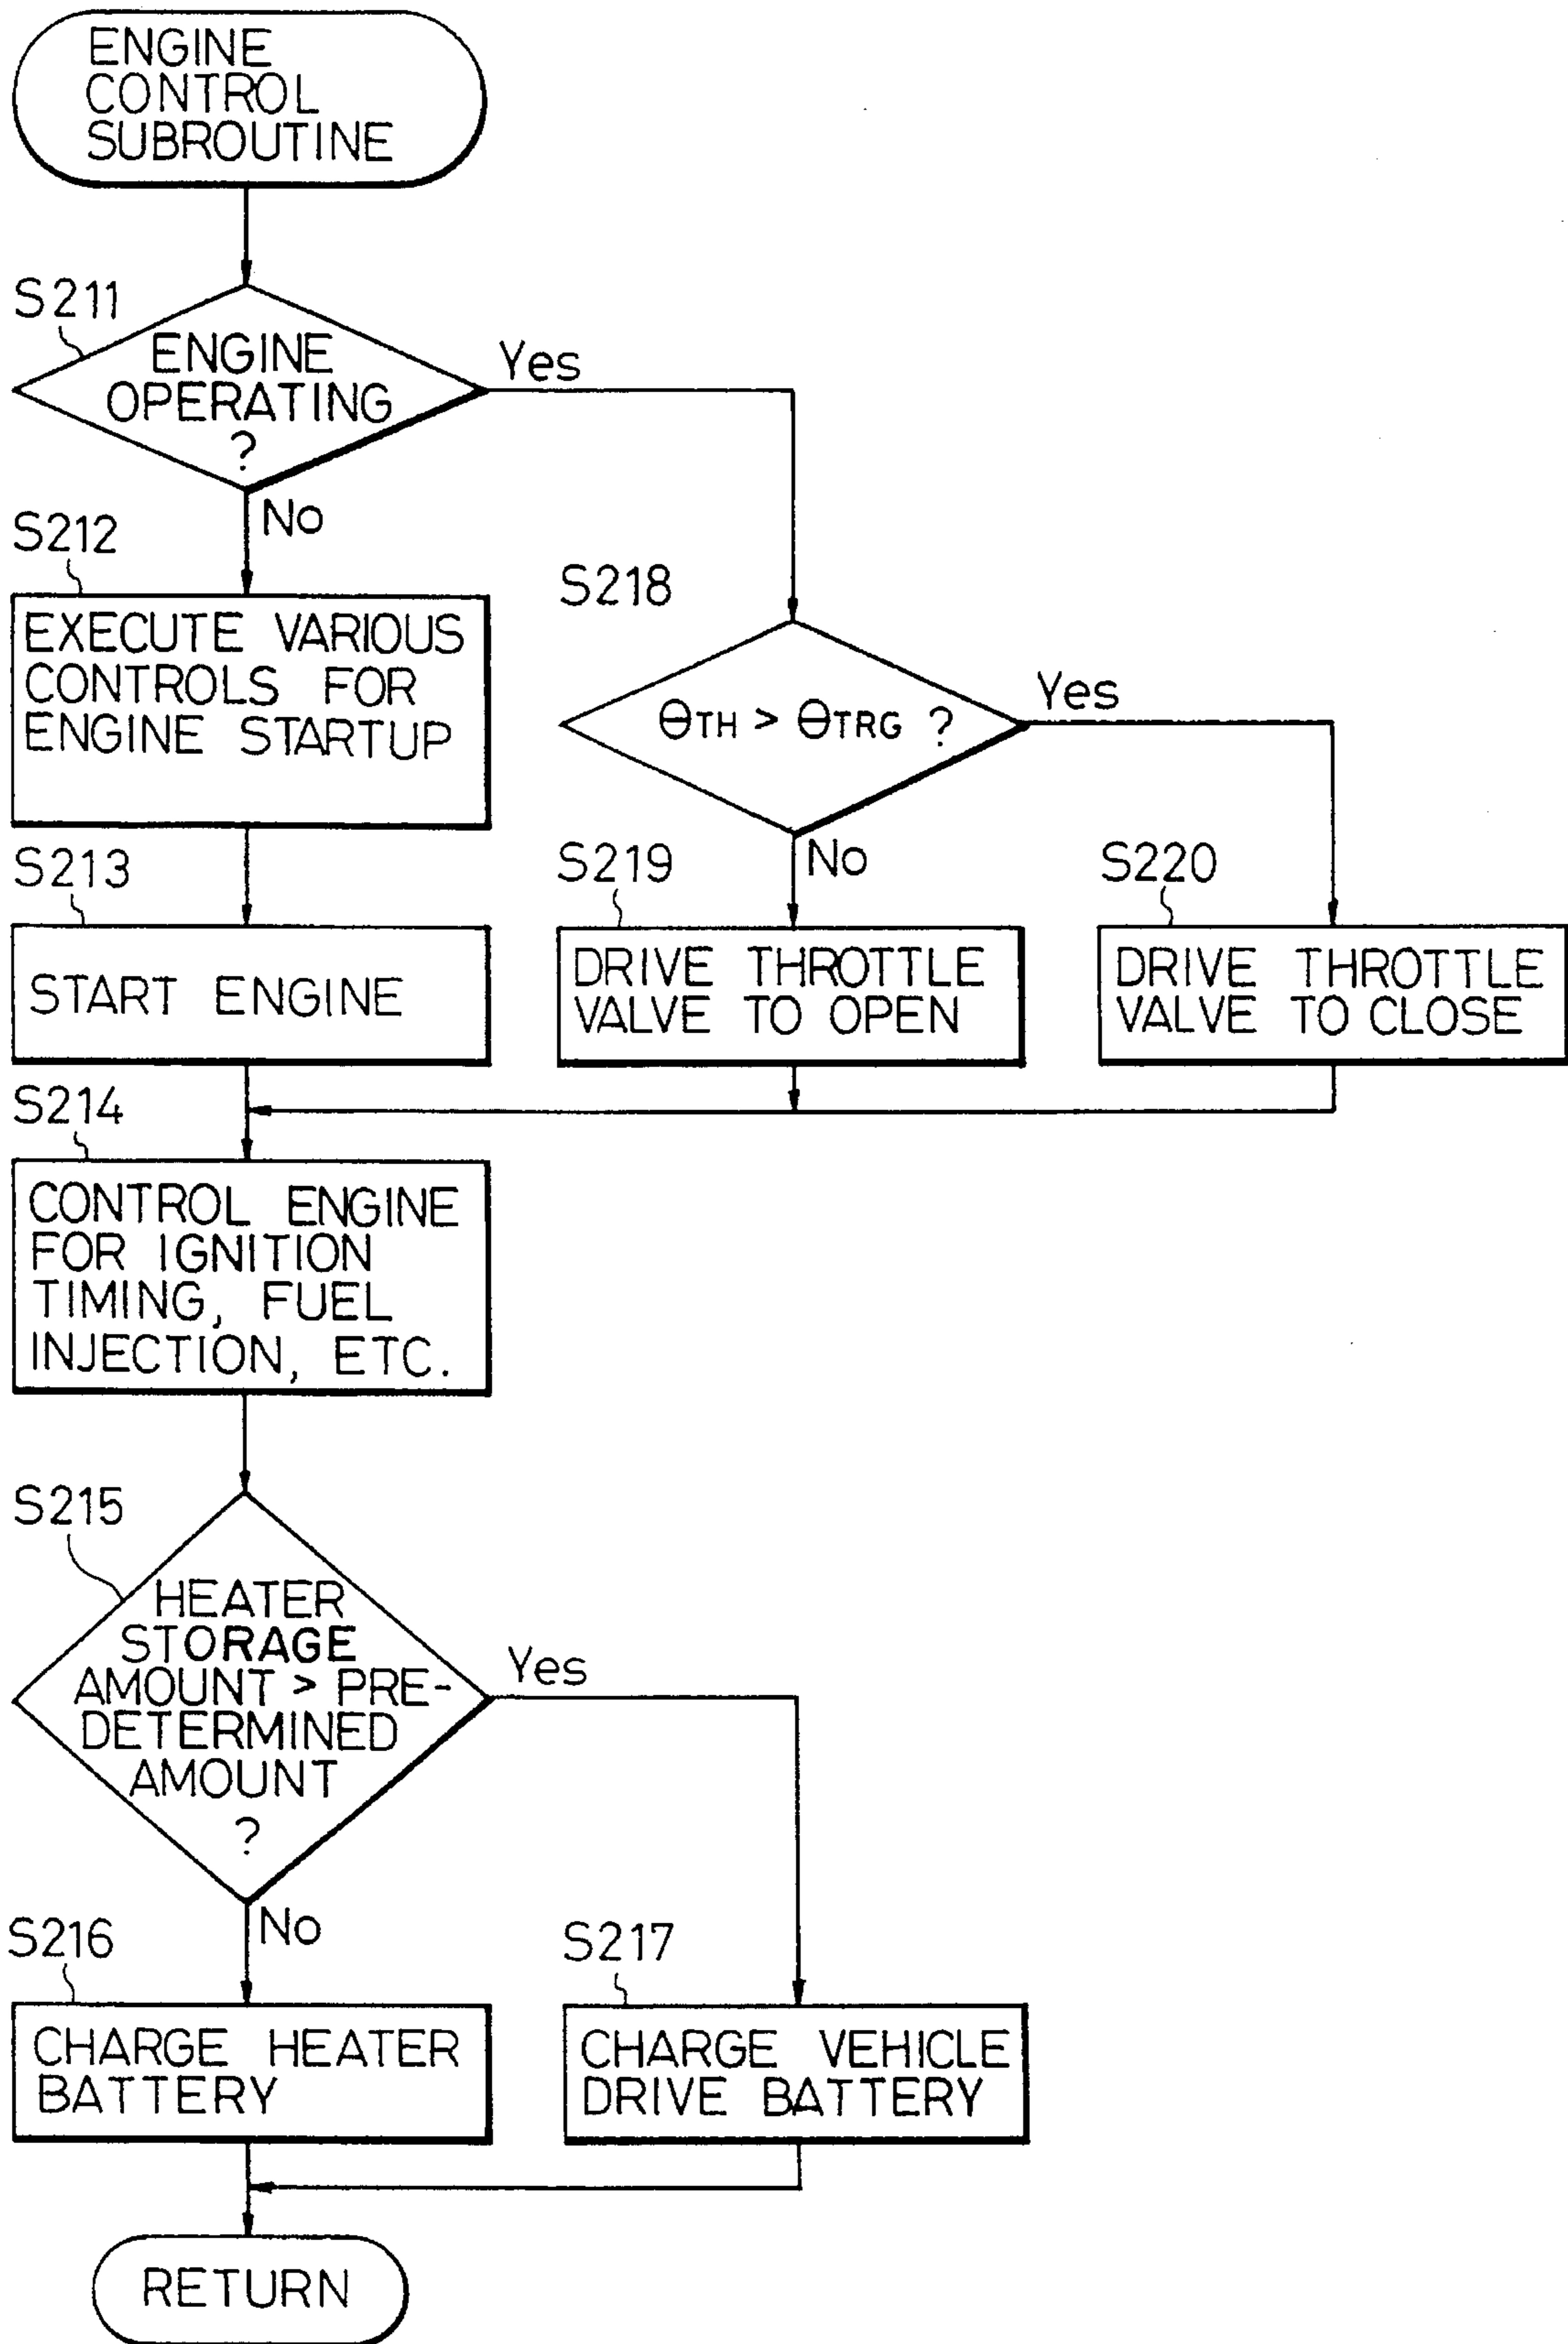 ENGINE
CONTROL
SUBROUTINE
S211
ENGINE
OPERATING
?
Yes
No
S212
EXECUTE VARIOUS
CONTROLS FOR
ENGINE STARTUP
S218
θTH > θTRG ?
Yes
No
S213
START ENGINE
S219
DRIVE THROTTLE
VALVE TO OPEN
S220
DRIVE THROTTLE
VALVE TO CLOSE
S214
CONTROL ENGINE
FOR IGNITION
TIMING, FUEL
INJECTION, ETC.
S215
HEATER
STORAGE
AMOUNT > PRE-
DETERMINED
AMOUNT
?
Yes
No
S216
CHARGE HEATER
BATTERY
S217
CHARGE VEHICLE
DRIVE BATTERY
RETURN